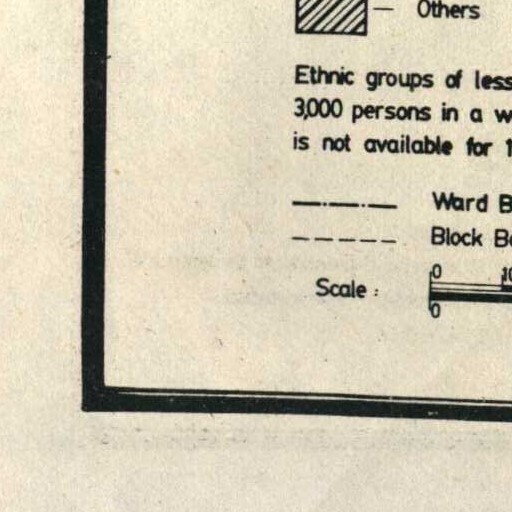 — Others
Ethnic groups of less
3,000 persons in a w
is not available for 1
Ward B
Block Bo
Scale : 0 10
0